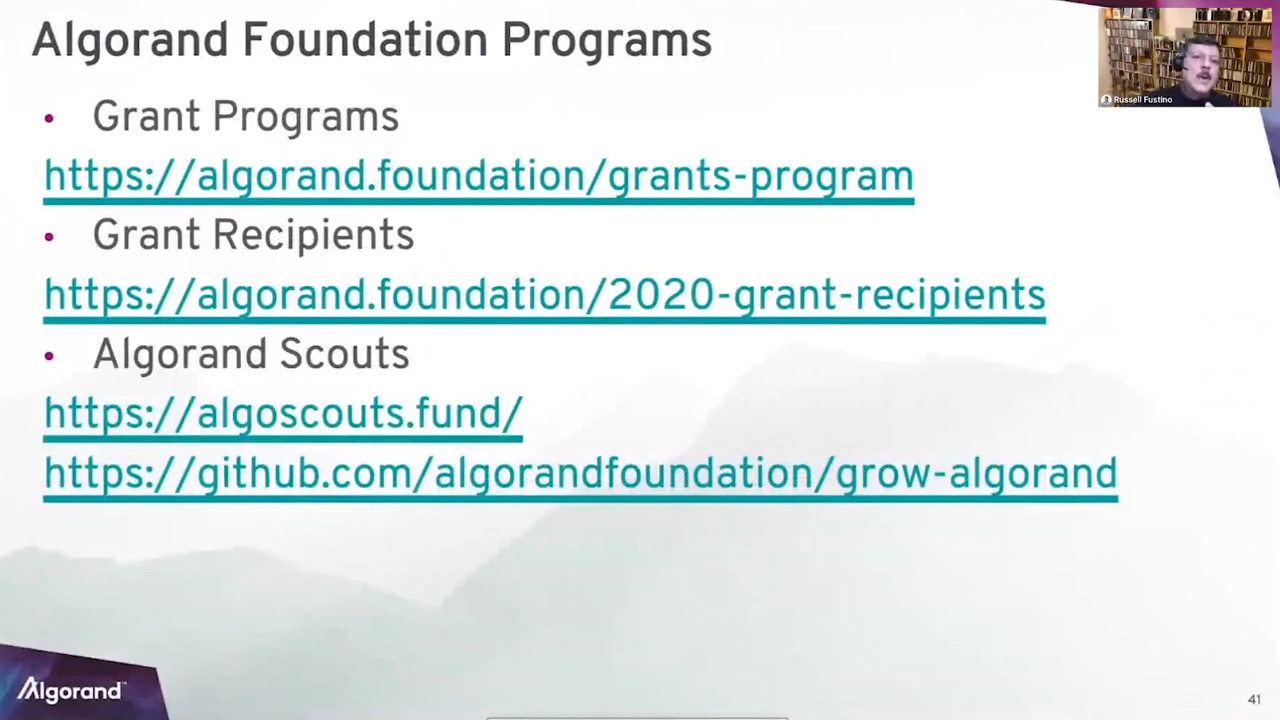 Algorand Foundation Programs
Russell Fustino
• Grant Programs
https://algorand.foundation/grants-program
• Grant Recipients
https://algorand.foundation/2020-grant-recipients
• Algorand Scouts
https://algoscouts.fund/
https://github.com/algorandfoundation/grow-algorand
Algorand™
41